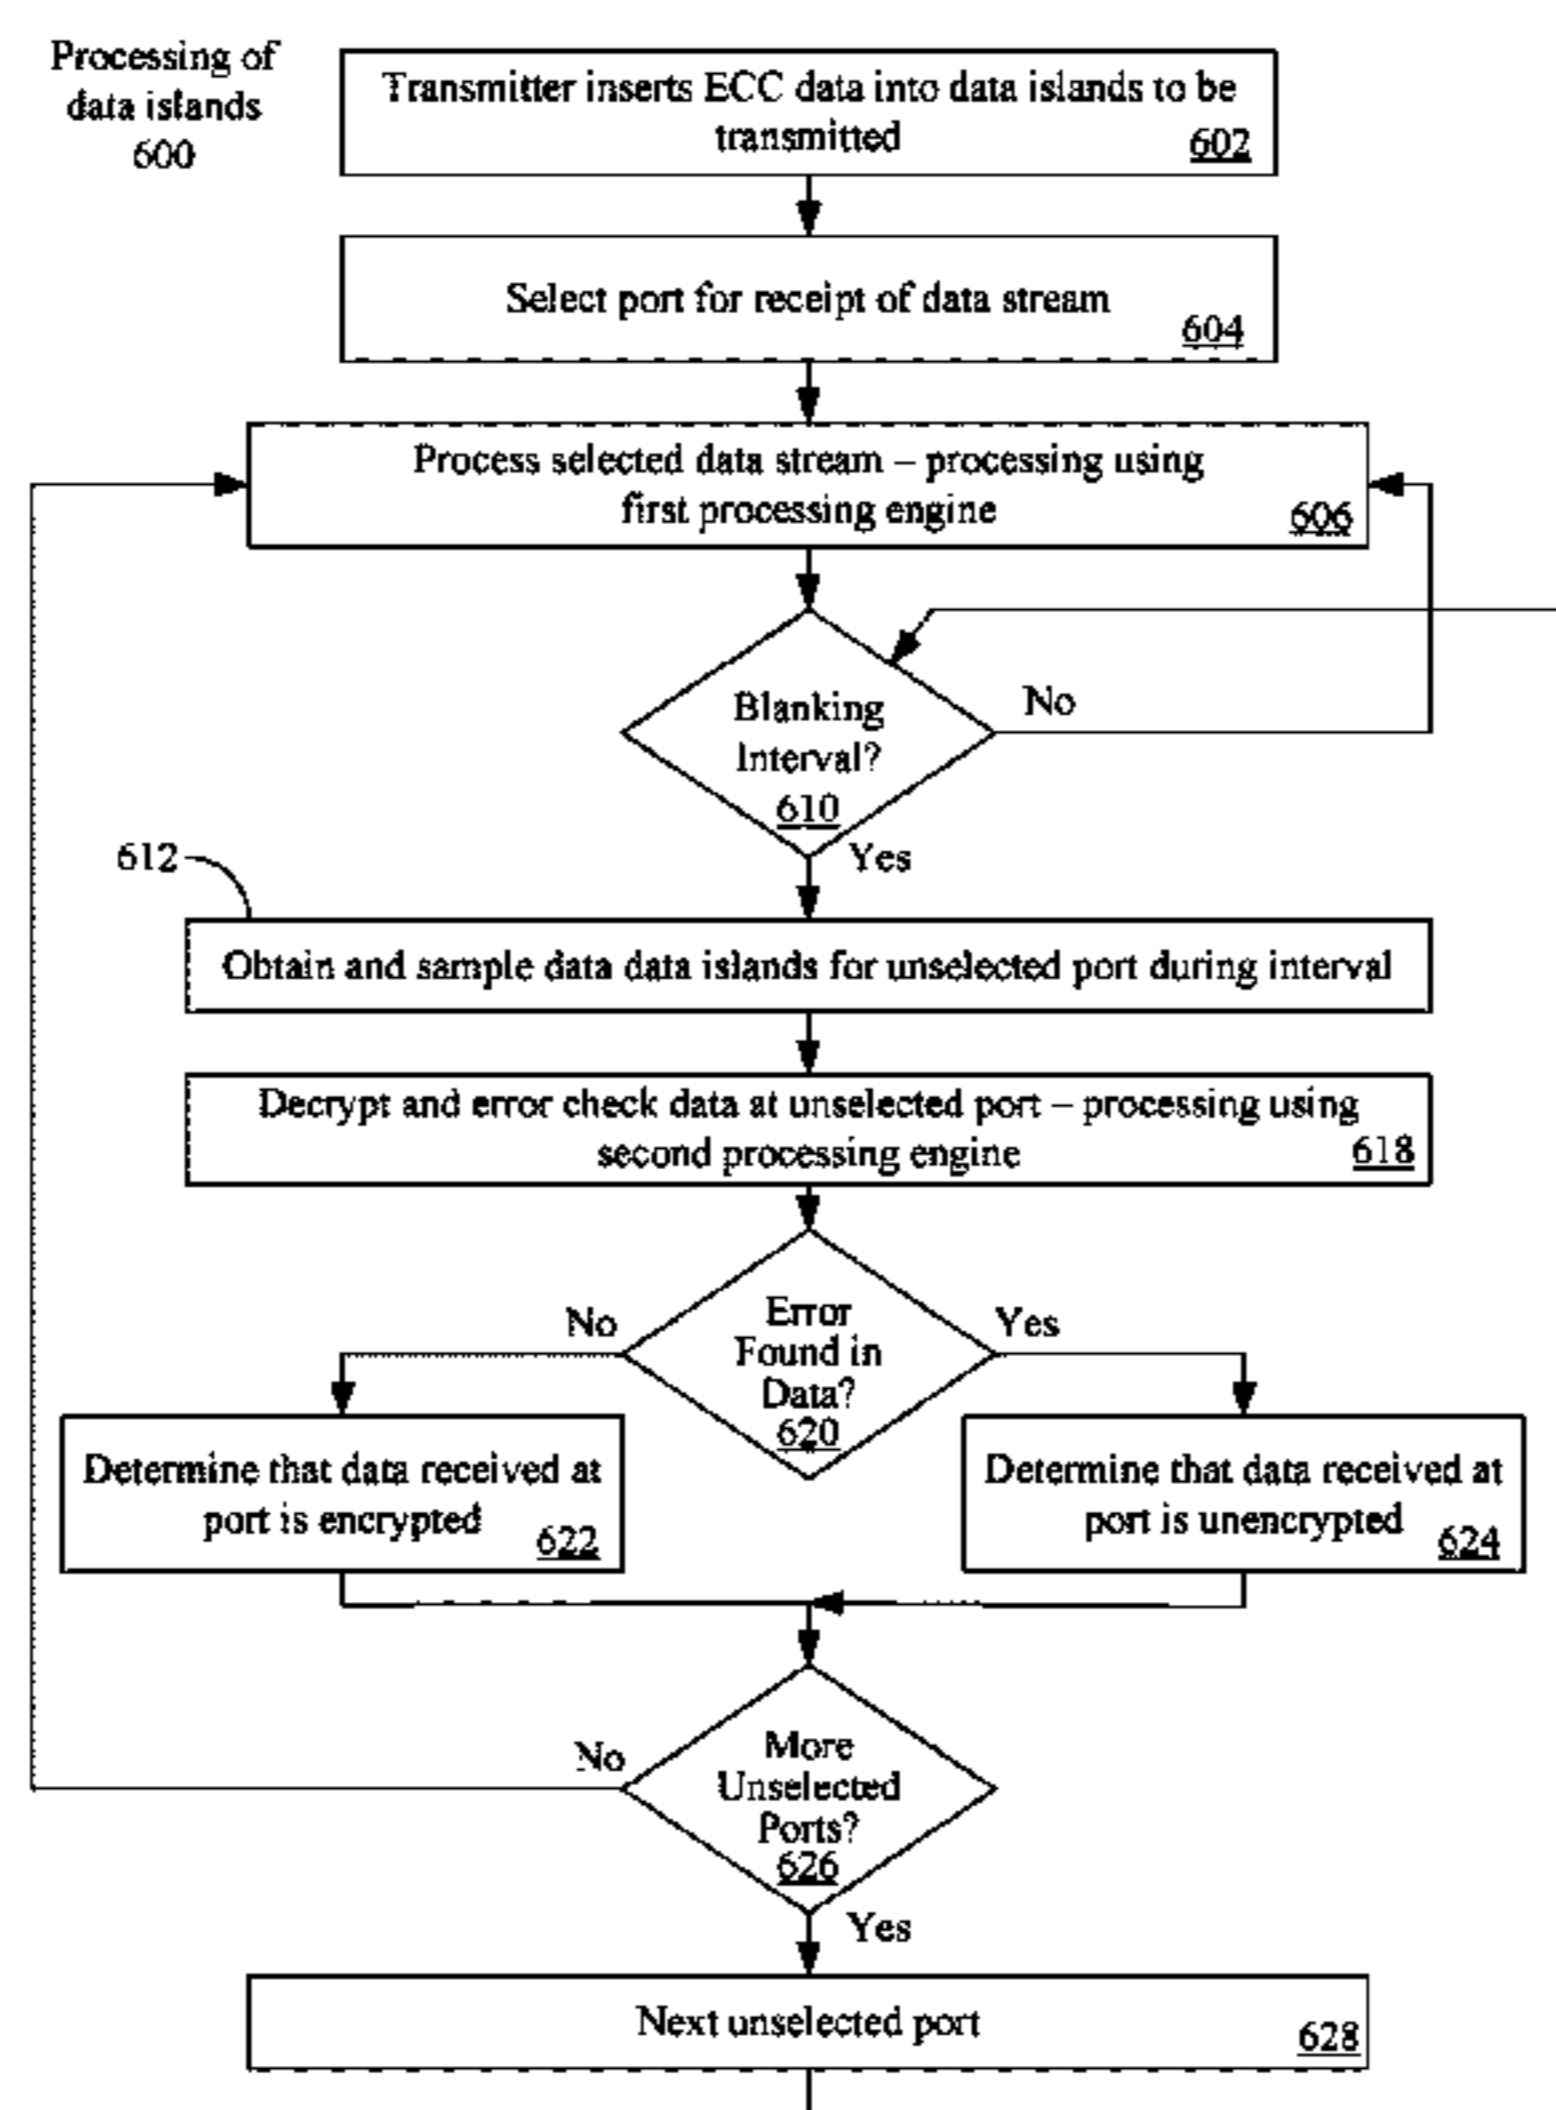 Processing of
data islands
600
Transmitter inserts ECC data into data islands to be
transmitted
602
Select port for receipt of data stream
604
Process selected data stream – processing using
first processing engine
606
Blanking
Interval?
610
No
Yes
612
Obtain and sample data data islands for unselected port during interval
Decrypt and error check data at unselected port – processing using
second processing engine
618
Error
Found in
Data?
620
No
Yes
Determine that data received at
port is encrypted
622
Determine that data received at
port is unencrypted
624
More
Unselected
Ports?
626
No
Yes
Next unselected port
628